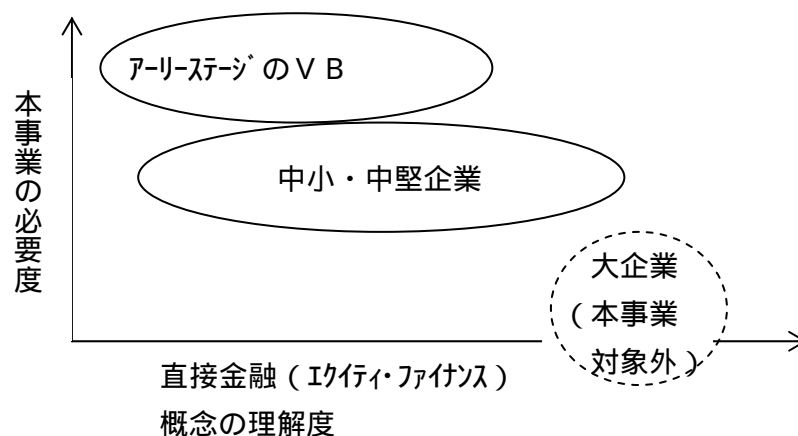 アーリーステージのＶＢ
本事業の必要度
中小・中堅企業
大企業
（本事業
対象外）
直接金融（エクイティ・ファイナンス）
概念の理解度